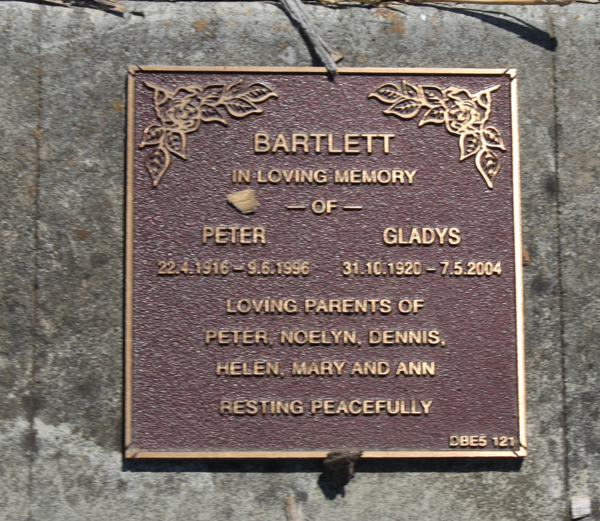 BARTLETT
IN LOVING MEMORY
— OF —
PETER GLADYS
22.4.1916 – 9.6.1996 31.10.1920 – 7.5.2004
LOVING PARENTS OF
PETER, NOELYN, DENNIS,
HELEN, MARY AND ANN
RESTING PEACEFULLY
DBE5 121